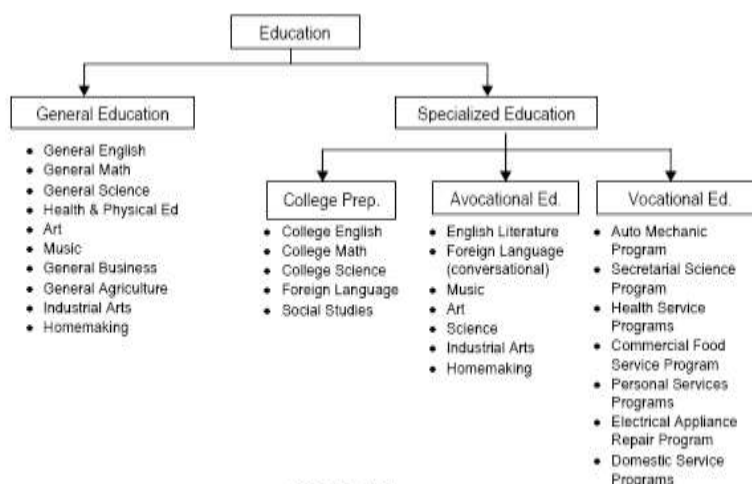 Education
General Education
Specialized Education
• General English
• General Math
• General Science
• Health & Physical Ed
• Art
• Music
• General Business
• General Agriculture
• Industrial Arts
• Homemaking
College Prep.
• College English
• College Math
• College Science
• Foreign Language
• Social Studies
Avocational Ed.
• English Literature
• Foreign Language
(conversational)
• Music
• Art
• Science
• Industrial Arts
• Homemaking
Vocational Ed.
• Auto Mechanic
Program
• Secretarial Science
Program
• Health Service
Programs
• Commercial Food
Service Program
• Personal Services
Programs
• Electrical Appliance
Repair Program
• Domestic Service
Programs